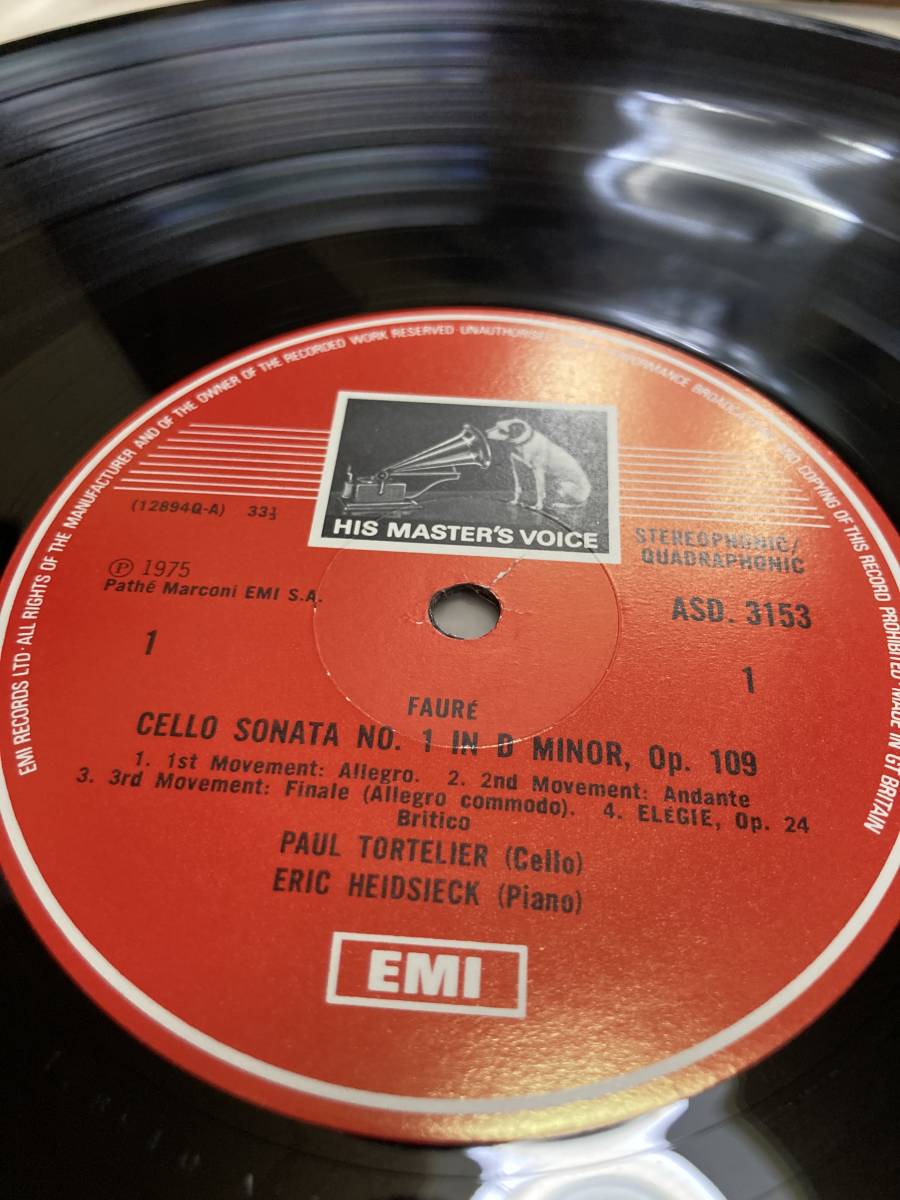 EMI RECORDS LTD · ALL RIGHTS OF THE MANUFACTURER AND OF THE OWNER OF THE RECORDED WORK RESERVED · PERFORMANCE COPYING OF THIS RECORD PROHIBITED · MADE IN GT BRITAIN
HIS MASTER'S VOICE
(12894Q-A) 33⅓
STEREOPHONIC/
QUADRAPHONIC
℗ 1975
Pathé Marconi EMI S.A.
ASD. 3153
1
1
FAURÉ
CELLO SONATA NO. 1 IN D MINOR, Op. 109
1. 1st Movement: Allegro. 2. 2nd Movement: Andante
3. 3rd Movement: Finale (Allegro commodo). 4. ELÉGIE, Op. 24
Britico
PAUL TORTELIER (Cello)
ERIC HEIDSIECK (Piano)
EMI